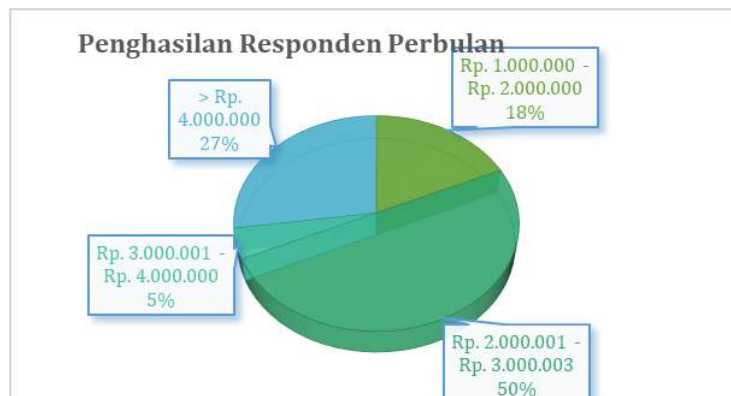 Penghasilan Responden Perbulan
Rp. 1.000.000 -
Rp. 2.000.000
18%
> Rp.
4.000.000
27%
Rp. 3.000.001 -
Rp. 4.000.000
5%
Rp. 2.000.001 -
Rp. 3.000.003
50%